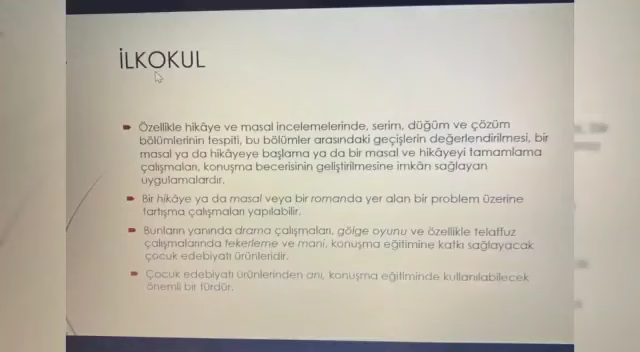 İLKOKUL
Özellikle hikâye ve masal incelemelerinde, serim, düğüm ve çözüm
bölümlerinin tespiti, bu bölümler arasındaki geçişlerin değerlendirilmesi, bir
masal ya da hikâyeye başlama ya da bir masal ve hikâyeyi tamamlama
çalışmaları, konuşma becerisinin geliştirilmesine imkân sağlayan
uygulamalardır.
Bir hikâye ya da masal veya bir romanda yer alan bir problem üzerine
tartışma çalışmaları yapılabilir.
Bunların yanında drama çalışmaları, gölge oyunu ve özellikle telaffuz
çalışmalarında tekerleme ve mani, konuşma eğitimine katkı sağlayacak
çocuk edebiyatı ürünleridir.
Çocuk edebiyatı ürünlerinden anı, konuşma eğitiminde kullanılabilecek
önemli bir türdür.